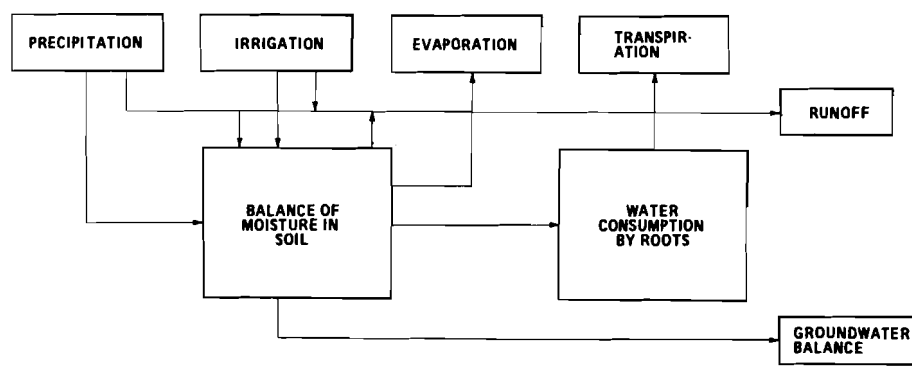 PRECIPITATION
IRRIGATION
EVAPORATION
TRANSPIR-
ATION
RUNOFF
BALANCE OF
MOISTURE IN
SOIL
WATER
CONSUMPTION
BY ROOTS
GROUNDWATER
BALANCE